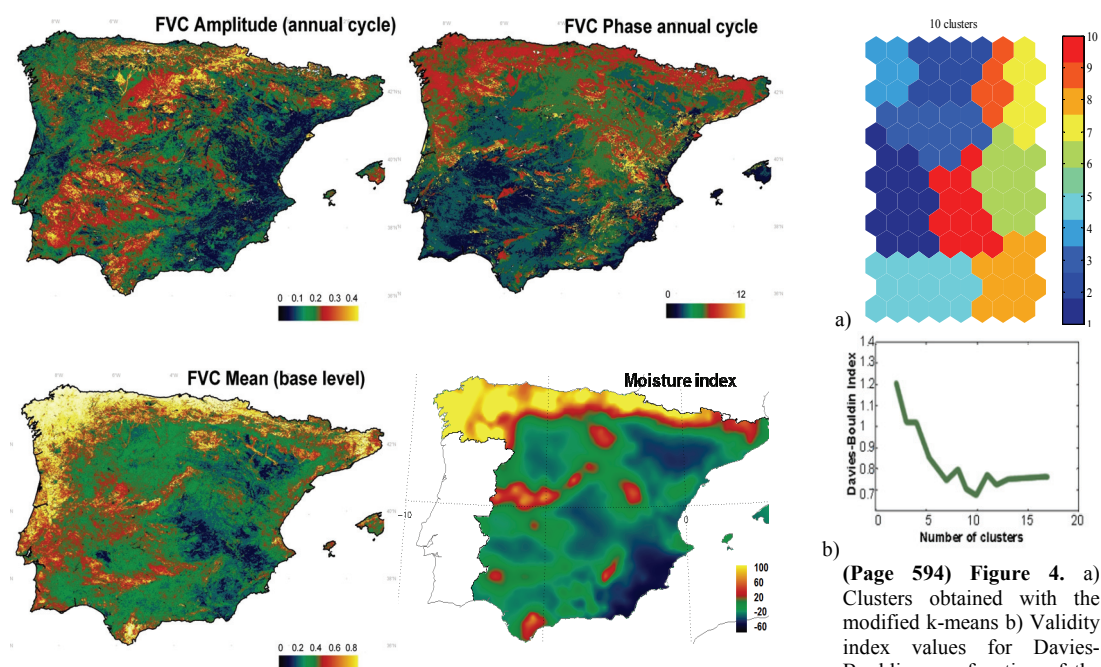 FVC Amplitude (annual cycle)
0 0.1 0.2 0.3 0.4
FVC Phase annual cycle
0 12
FVC Mean (base level)
0 0.2 0.4 0.6 0.8
Moisture index
-10
0
100
60
20
-20
-60
10 clusters
10
9
8
7
6
5
4
3
2
1
a)
Davies-Bouldin Index
1.4
1.3
1.2
1.1
1
0.9
0.8
0.7
0 5 10 15 20
Number of clusters
b)
(Page 594) Figure 4. a)
Clusters obtained with the
modified k-means b) Validity
index values for Davies-